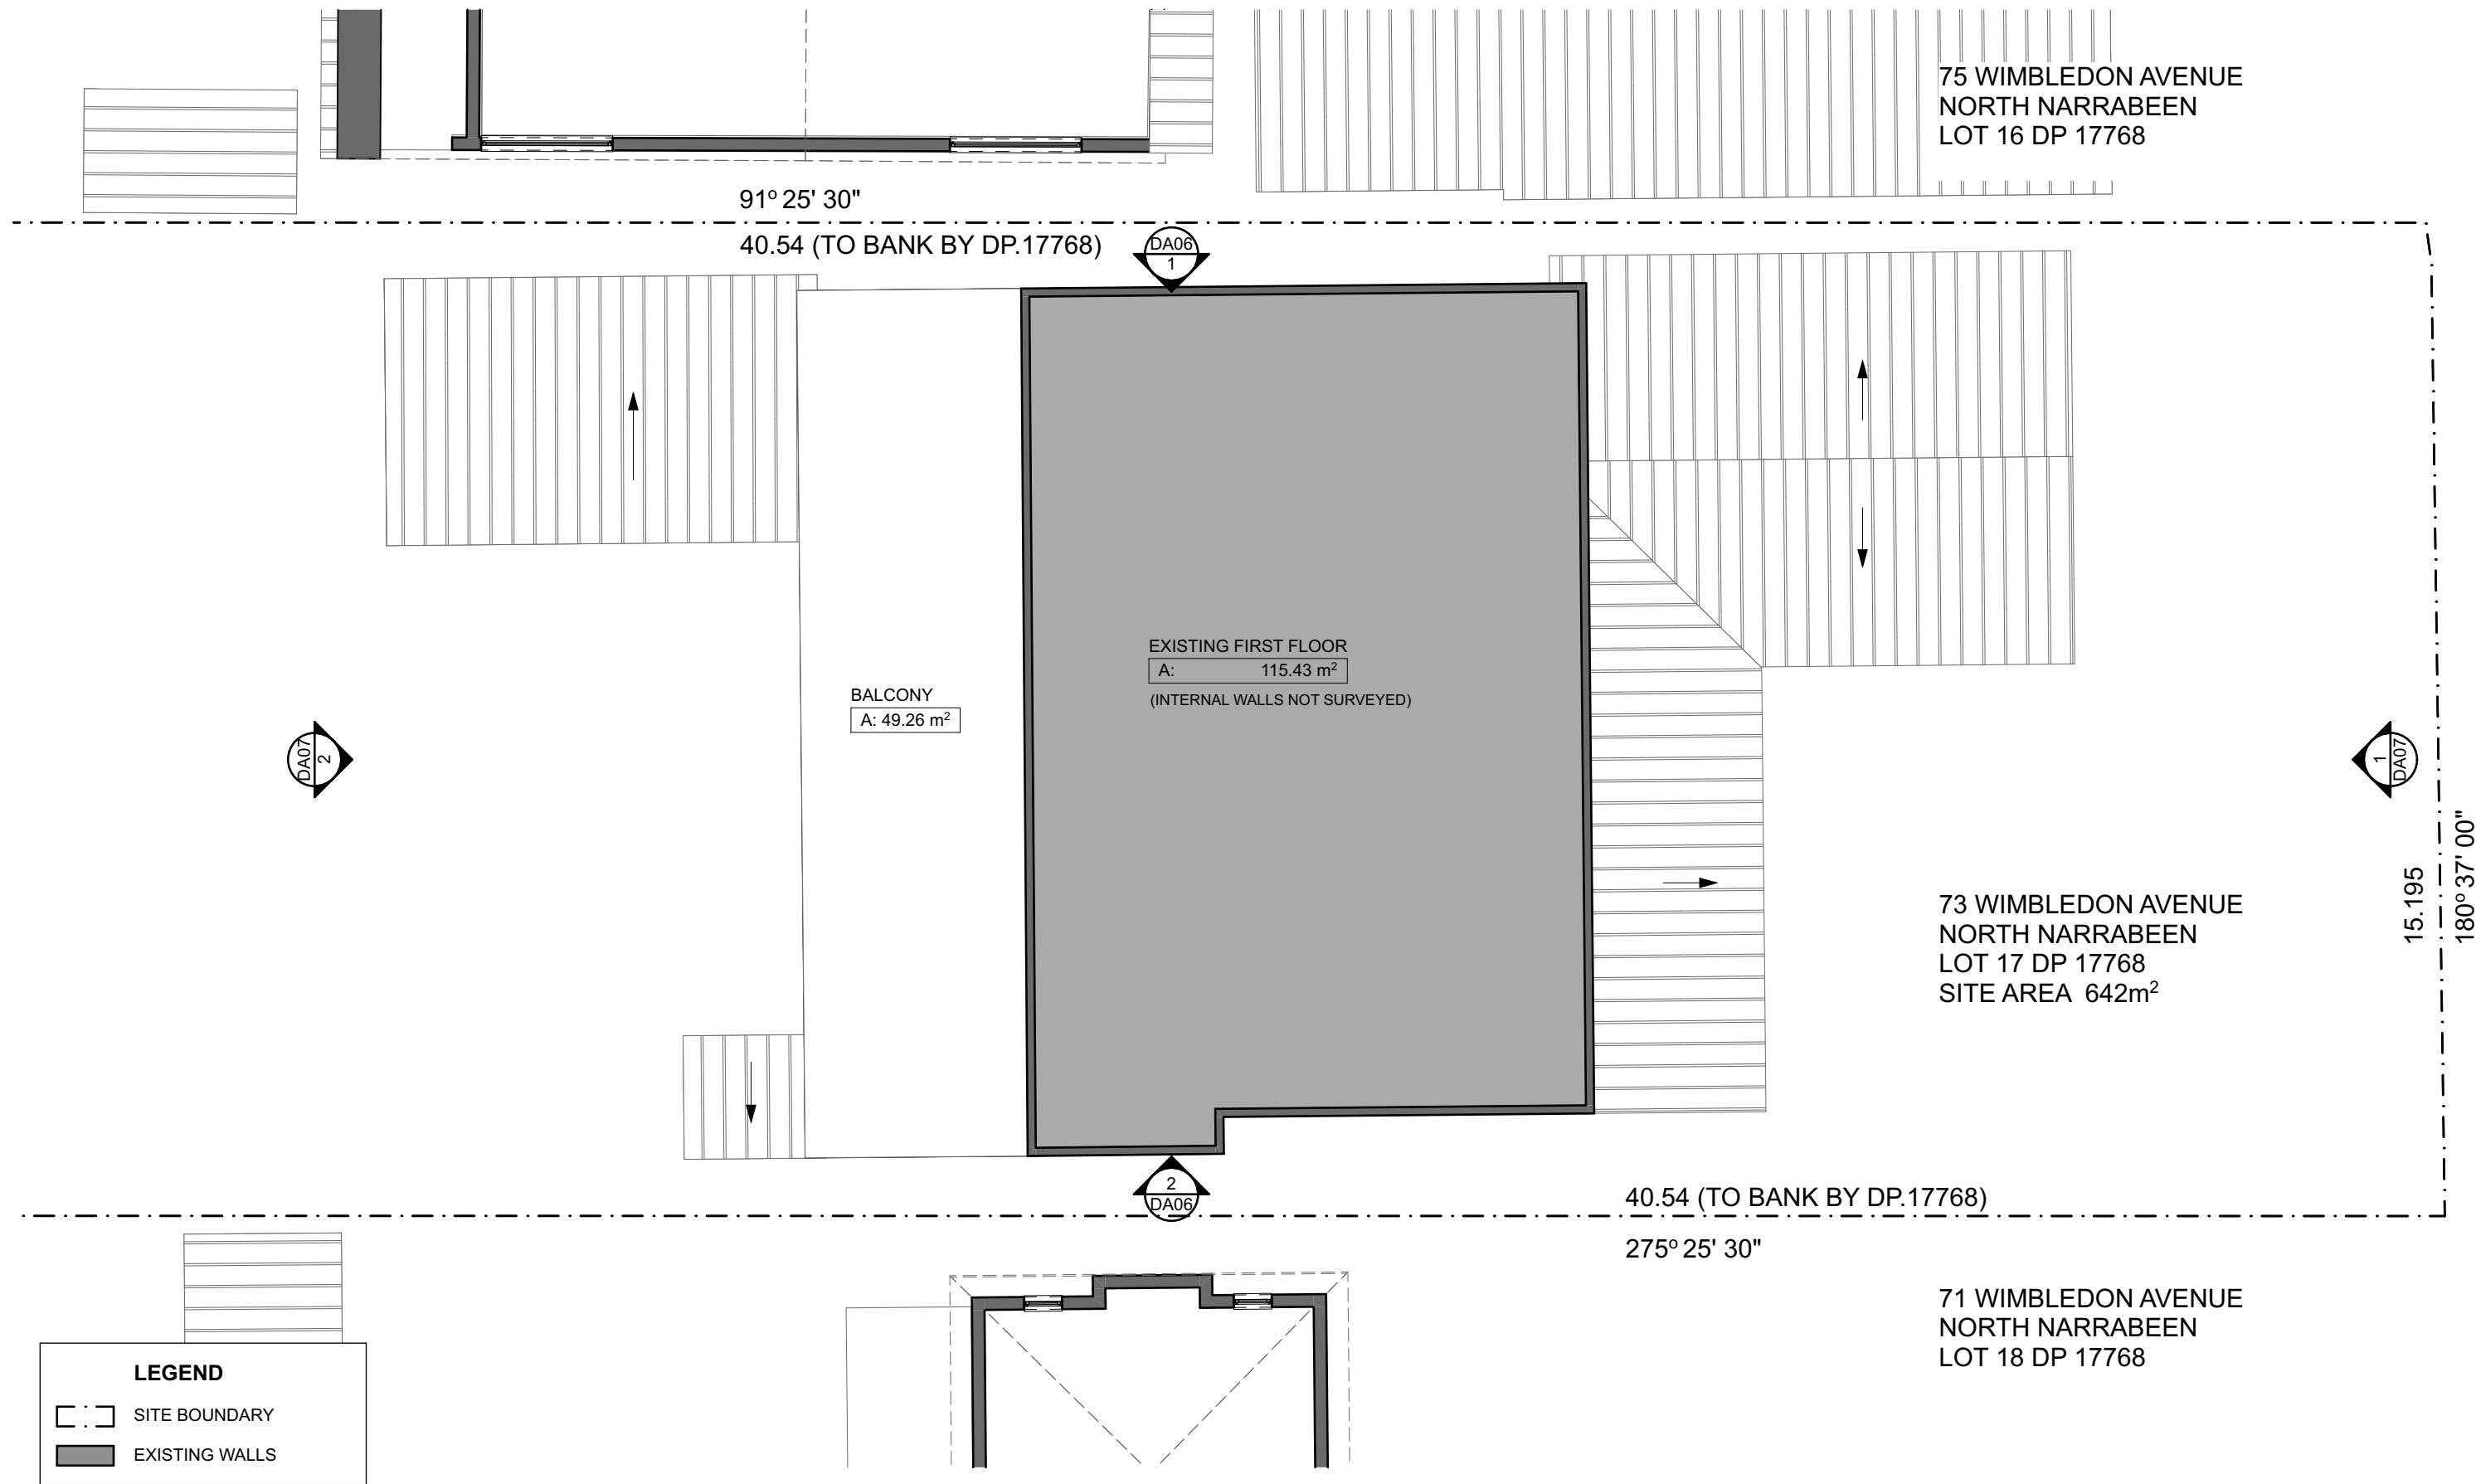 75 WIMBLEDON AVENUE
NORTH NARRABEEN
LOT 16 DP 17768
91º 25' 30"
40.54 (TO BANK BY DP.17768)
DA06
1
EXISTING FIRST FLOOR
A: 115.43 m²
(INTERNAL WALLS NOT SURVEYED)
BALCONY
A: 49.26 m²
DA07
2
1
DA07
15.195
180º 37' 00"
73 WIMBLEDON AVENUE
NORTH NARRABEEN
LOT 17 DP 17768
SITE AREA 642m²
2
DA06
40.54 (TO BANK BY DP.17768)
275º 25' 30"
71 WIMBLEDON AVENUE
NORTH NARRABEEN
LOT 18 DP 17768
LEGEND
SITE BOUNDARY
EXISTING WALLS